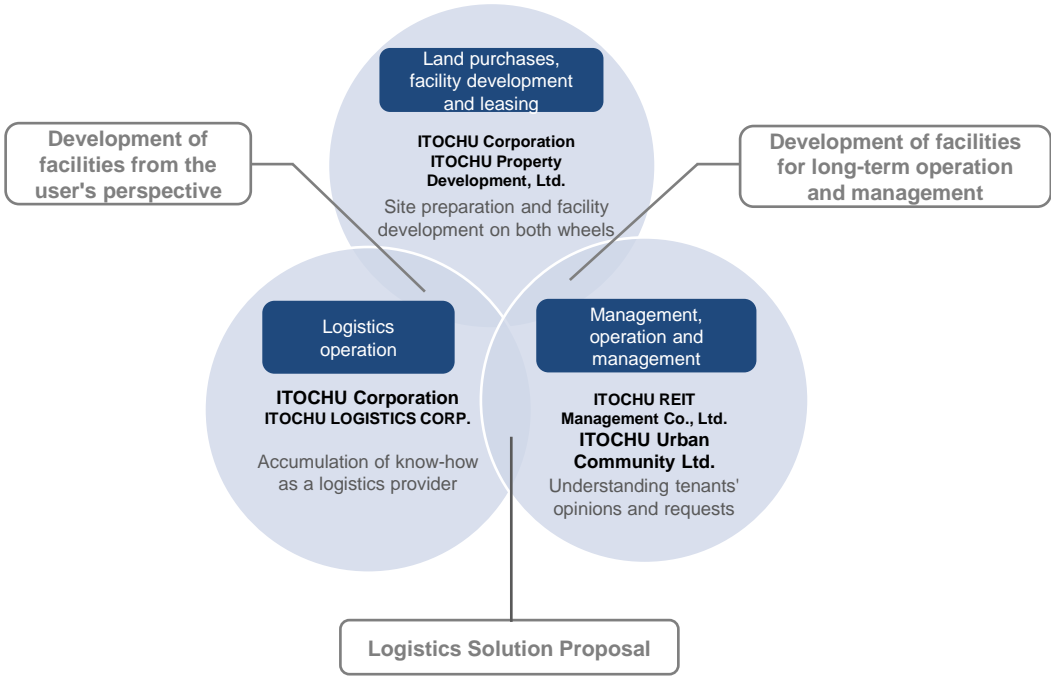 Land purchases,
facility development
and leasing
ITOCHU Corporation
ITOCHU Property
Development, Ltd.
Site preparation and facility
development on both wheels
Development of
facilities from the
user's perspective
Development of facilities
for long-term operation
and management
Logistics
operation
ITOCHU Corporation
ITOCHU LOGISTICS CORP.
Accumulation of know-how
as a logistics provider
Management,
operation and
management
ITOCHU REIT
Management Co., Ltd.
ITOCHU Urban
Community Ltd.
Understanding tenants'
opinions and requests
Logistics Solution Proposal